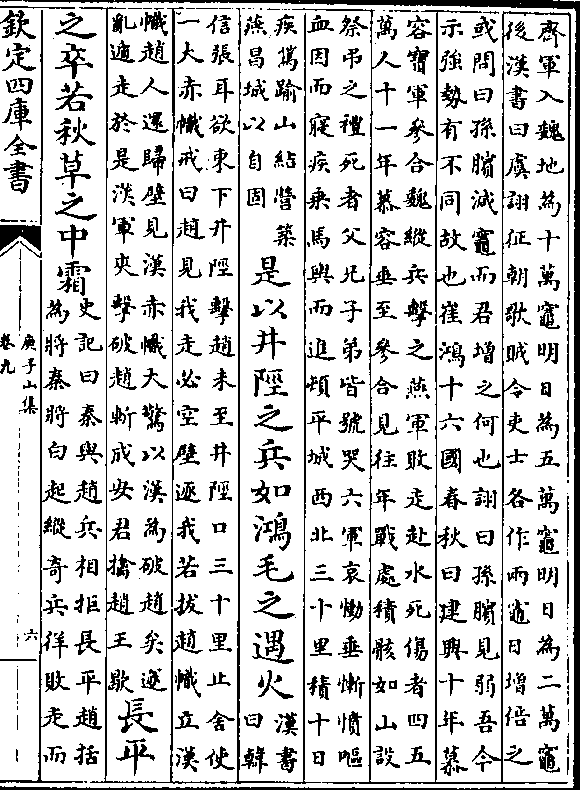 齊軍入魏地為十萬竈明日為五萬竈明日為二萬竈
後漢書曰虞詡征朝歌賊令吏士各作兩竈日增倍之
或問曰孫臏減竈而君增之何也詡曰孫臏見弱吾今
示強勢有不同故也崔鴻十六國春秋曰建興十年慕
容寶軍參合魏縱兵擊之燕軍敗走赴水死傷者四五
萬人十一年慕容垂至參合見往年戰處積骸如山設
祭弔之禮死者父兄子弟皆號哭六軍哀慟垂慚憤嘔
血因而寢疾乗馬輿而進頓平城西北三十里積十日
疾篤踰山結營築
燕昌城以自固
是以井陘之兵如鴻毛之遇火
漢書
曰韓
信張耳欲東下井陘擊趙未至井陘口三十里止舍使
一大赤幟戒曰趙見我走必空壁逐我若拔趙幟立漢
幟趙人還歸壁見漢赤幟大驚以漢為破趙矣遂
亂遁走於是漢軍夾擊破趙斬成安君擒趙王歇
長平
之卒若秋草之中霜
史記曰秦與趙兵相拒長平趙括
為將秦將白起縱奇兵佯敗走而
欽定四庫全書
庾子山集
卷九
六